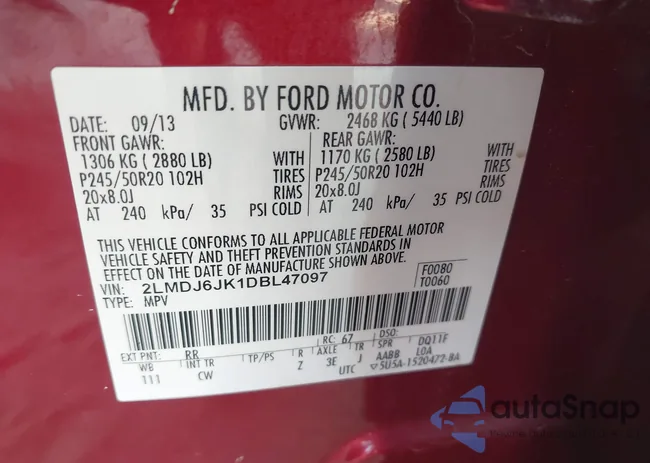 MFD. BY FORD MOTOR CO.
DATE: 09/13 GVWR: 2468 KG ( 5440 LB)
FRONT GAWR: REAR GAWR:
1306 KG ( 2880 LB) WITH 1170 KG ( 2580 LB) WITH
P245/50R20 102H TIRES P245/50R20 102H TIRES
20x8.0J RIMS 20x8.0J RIMS
AT 240 kPa/ 35 PSI COLD AT 240 kPa/ 35 PSI COLD
THIS VEHICLE CONFORMS TO ALL APPLICABLE FEDERAL MOTOR
VEHICLE SAFETY AND THEFT PREVENTION STANDARDS IN
EFFECT ON THE DATE OF MANUFACTURE SHOWN ABOVE.
VIN: 2LMDJ6JK1DBL47097 F0080
TYPE: MPV T0060
RC: 67 DSO:
EXT PNT: RR R AXLE TR SPR DQ11F
WB INT TR TP/PS Z 3E J AABB LOA
111 CW UTC ▽5U5A-1520472-BA
autoSnap